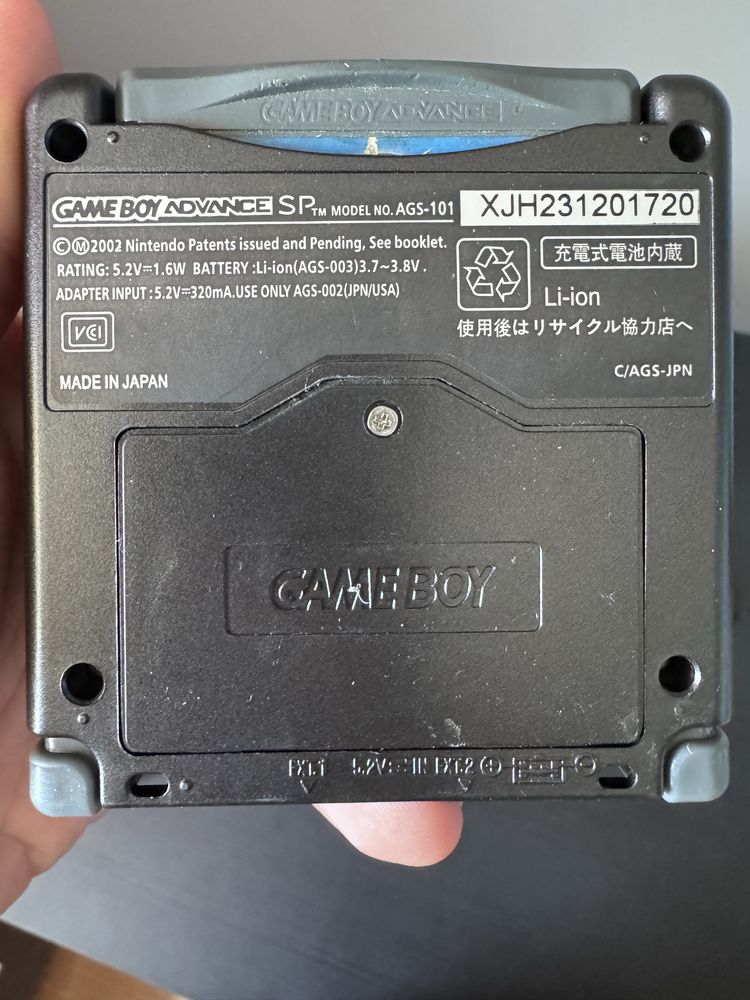 GAME BOY ADVANCE
GAME BOY ADVANCE SP™ MODEL NO. AGS-101 XJH231201720
©Ⓜ2002 Nintendo Patents issued and Pending, See booklet.
RATING: 5.2V⎓1.6W BATTERY :Li-ion(AGS-003)3.7~3.8V .
ADAPTER INPUT : 5.2V⎓320mA.USE ONLY AGS-002(JPN/USA)
充電式電池内蔵
Li-ion
使用後はリサイクル協力店へ
VCI
MADE IN JAPAN
C/AGS-JPN
GAME BOY
EXT.1 5.2V⎓IN EXT.2